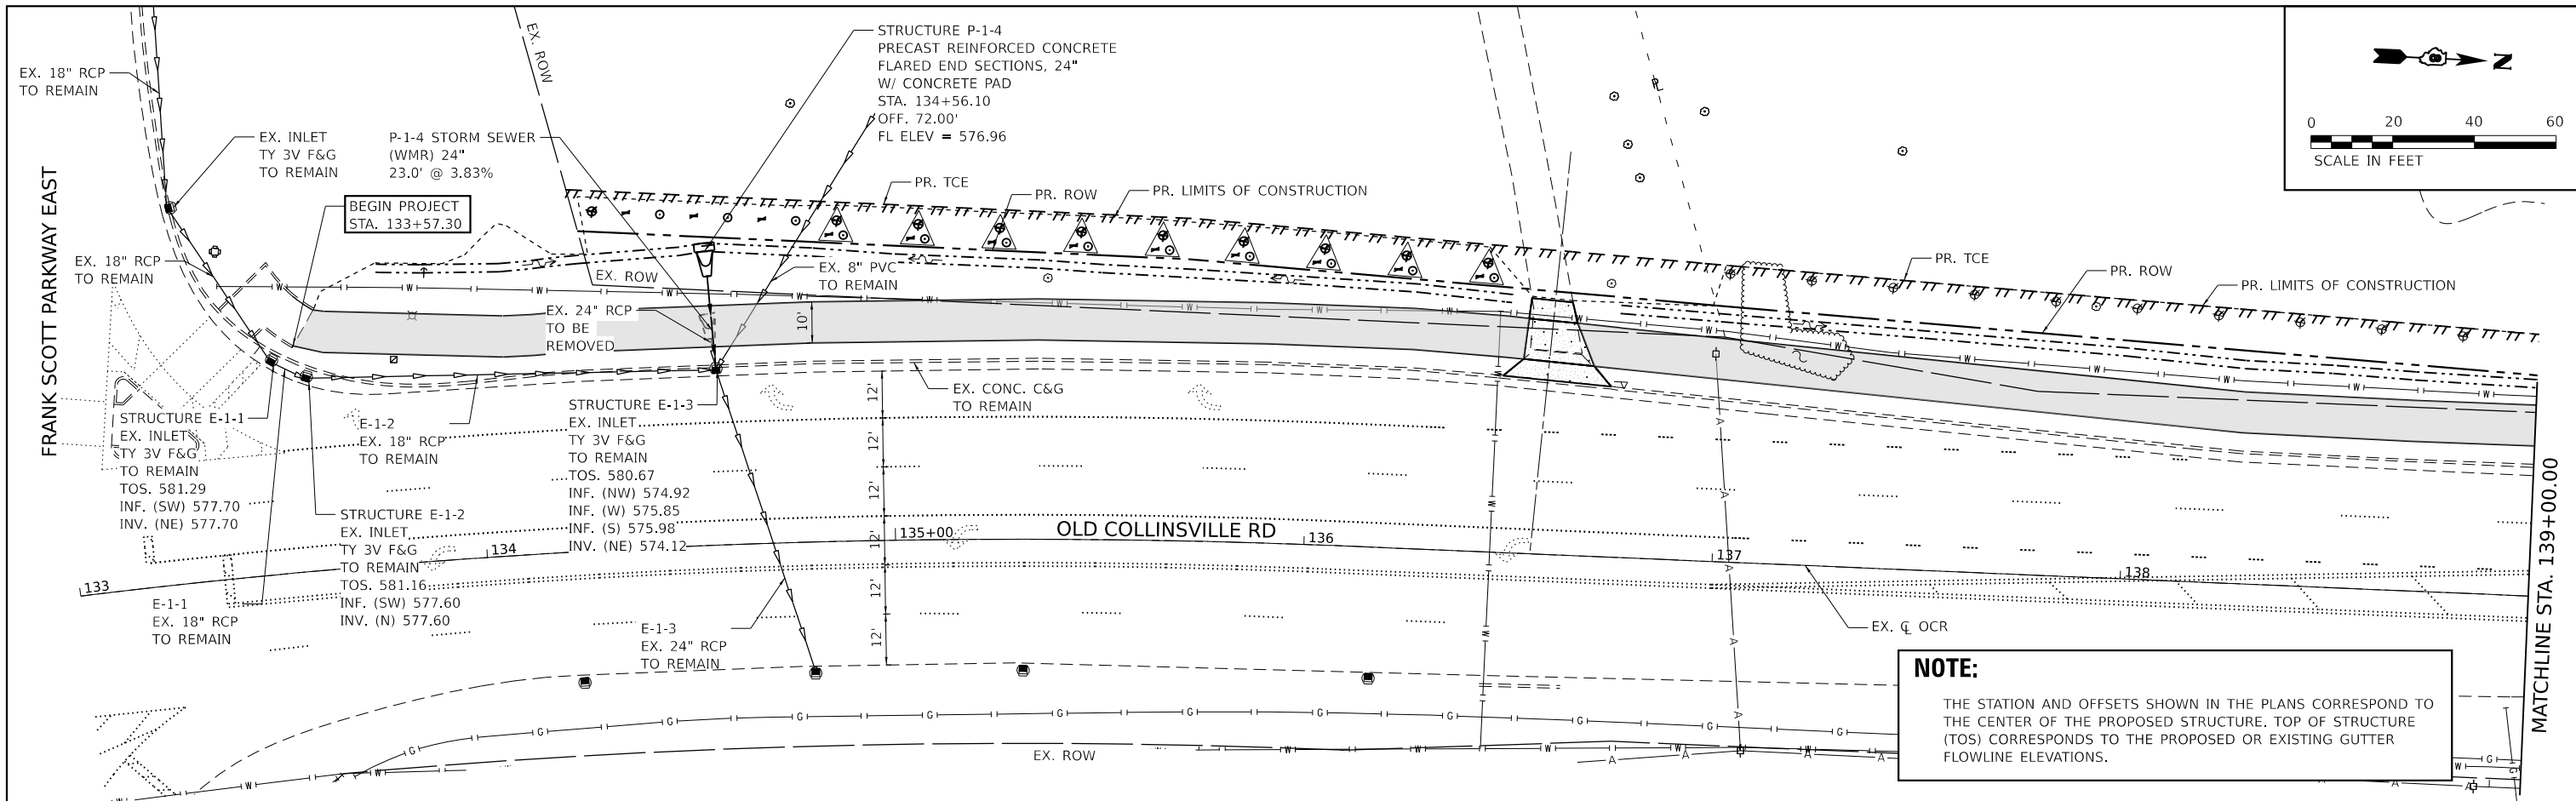 EX. 18" RCP
TO REMAIN
EX. ROW
STRUCTURE P-1-4
PRECAST REINFORCED CONCRETE
FLARED END SECTIONS, 24"
W/ CONCRETE PAD
STA. 134+56.10
OFF. 72.00'
FL ELEV = 576.96
EX. INLET
TY 3V F&G
TO REMAIN
P-1-4 STORM SEWER
(WMR) 24"
23.0' @ 3.83%
BEGIN PROJECT
STA. 133+57.30
PR. TCE
PR. ROW
PR. LIMITS OF CONSTRUCTION
N
0 20 40 60
SCALE IN FEET
FRANK SCOTT PARKWAY EAST
EX. 18" RCP
TO REMAIN
EX. ROW
EX. 8" PVC
TO REMAIN
EX. 24" RCP
TO BE
REMOVED
10'
PR. TCE
PR. ROW
PR. LIMITS OF CONSTRUCTION
STRUCTURE E-1-1
EX. INLET
TY 3V F&G
TO REMAIN
TOS. 581.29
INF. (SW) 577.70
INV. (NE) 577.70
E-1-2
EX. 18" RCP
TO REMAIN
STRUCTURE E-1-3
EX. INLET
TY 3V F&G
TO REMAIN
TOS. 580.67
INF. (NW) 574.92
INF. (W) 575.85
INF. (S) 575.98
INV. (NE) 574.12
EX. CONC. C&G
TO REMAIN
12'
12'
12'
12'
12'
12'
STRUCTURE E-1-2
EX. INLET
TY 3V F&G
TO REMAIN
TOS. 581.16
INF. (SW) 577.60
INV. (N) 577.60
133
134
135+00
OLD COLLINSVILLE RD
136
137
138
E-1-1
EX. 18" RCP
TO REMAIN
E-1-3
EX. 24" RCP
TO REMAIN
EX. ℄ OCR
MATCHLINE STA. 139+00.00
EX. ROW
NOTE:
THE STATION AND OFFSETS SHOWN IN THE PLANS CORRESPOND TO
THE CENTER OF THE PROPOSED STRUCTURE. TOP OF STRUCTURE
(TOS) CORRESPONDS TO THE PROPOSED OR EXISTING GUTTER
FLOWLINE ELEVATIONS.